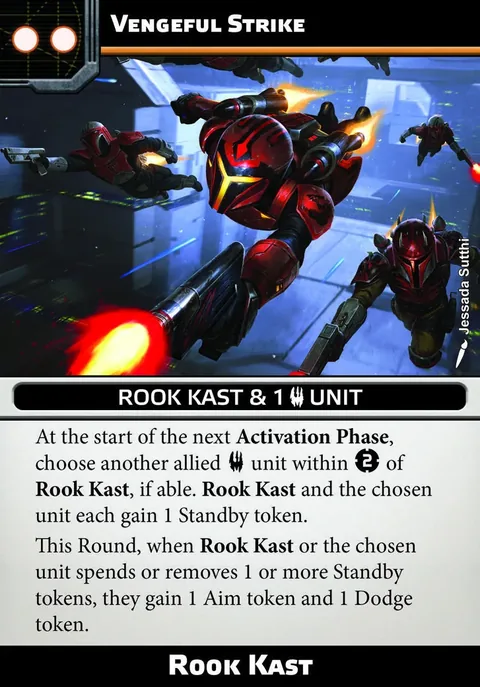 Vengeful Strike
Jessada Sutthi
ROOK KAST & 1 UNIT
At the start of the next Activation Phase,
choose another allied unit within 2 of
Rook Kast, if able. Rook Kast and the chosen
unit each gain 1 Standby token.
This Round, when Rook Kast or the chosen
unit spends or removes 1 or more Standby
tokens, they gain 1 Aim token and 1 Dodge
token.
Rook Kast